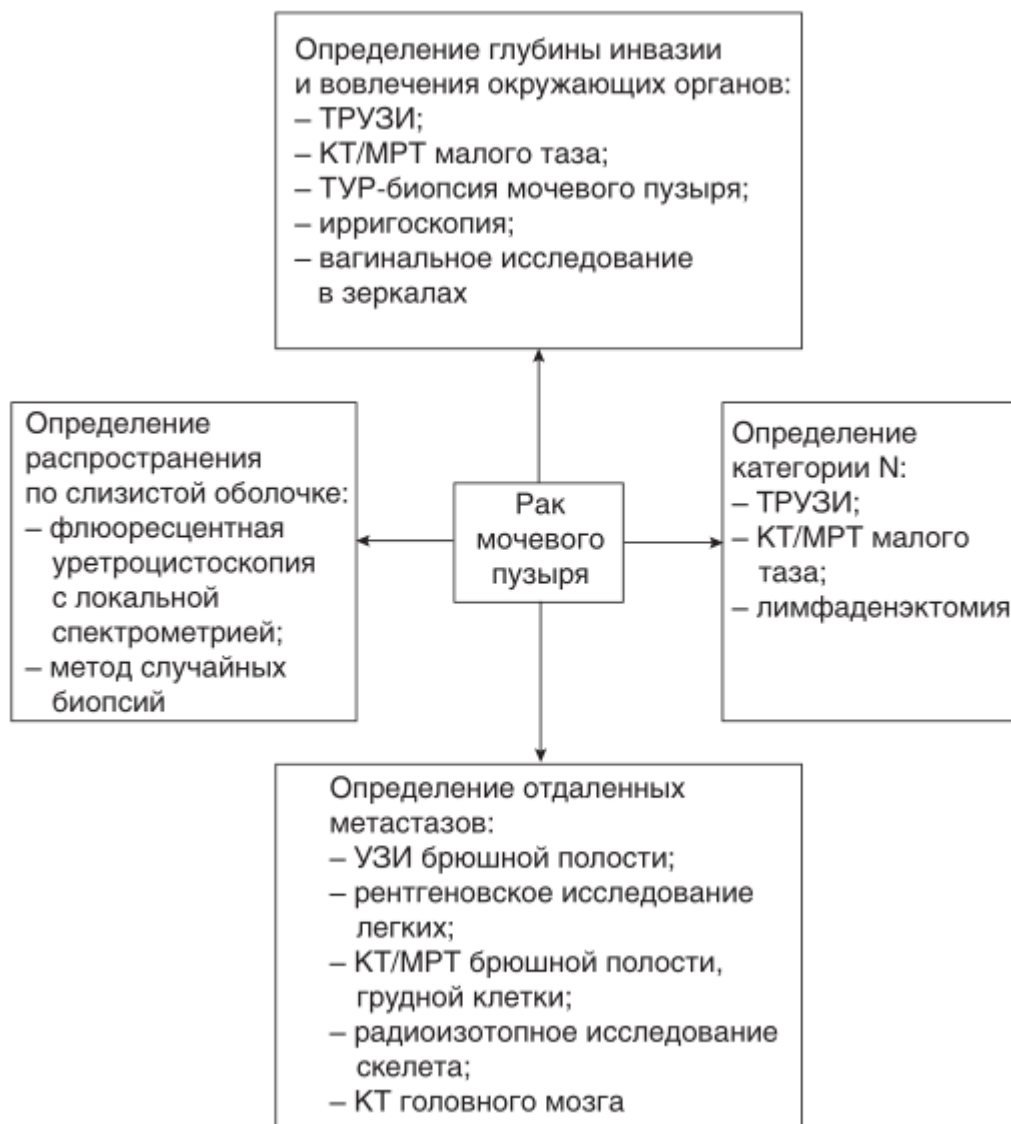 Определение глубины инвазии
и вовлечения окружающих органов:
– ТРУЗИ;
– КТ/МРТ малого таза;
– ТУР-биопсия мочевого пузыря;
– ирригоскопия;
– вагинальное исследование
в зеркалах
Определение
распространения
по слизистой оболочке:
– флюоресцентная
уретроцистоскопия
с локальной
спектрометрией;
– метод случайных
биопсий
Рак
мочевого
пузыря
Определение
категории N:
– ТРУЗИ;
– КТ/МРТ малого
таза;
– лимфаденэктомия
Определение отдаленных
метастазов:
– УЗИ брюшной полости;
– рентгеновское исследование
легких;
– КТ/МРТ брюшной полости,
грудной клетки;
– радиоизотопное исследование
скелета;
– КТ головного мозга